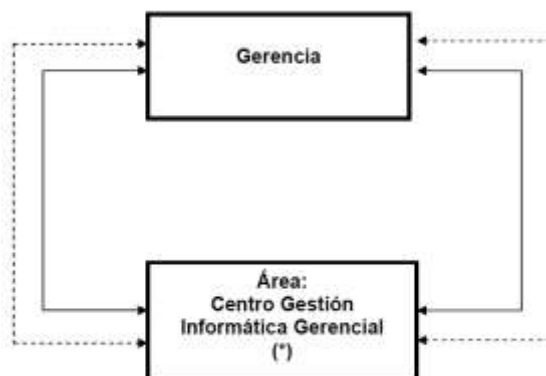 Gerencia
Área:
Centro Gestión
Informática Gerencial
(*)